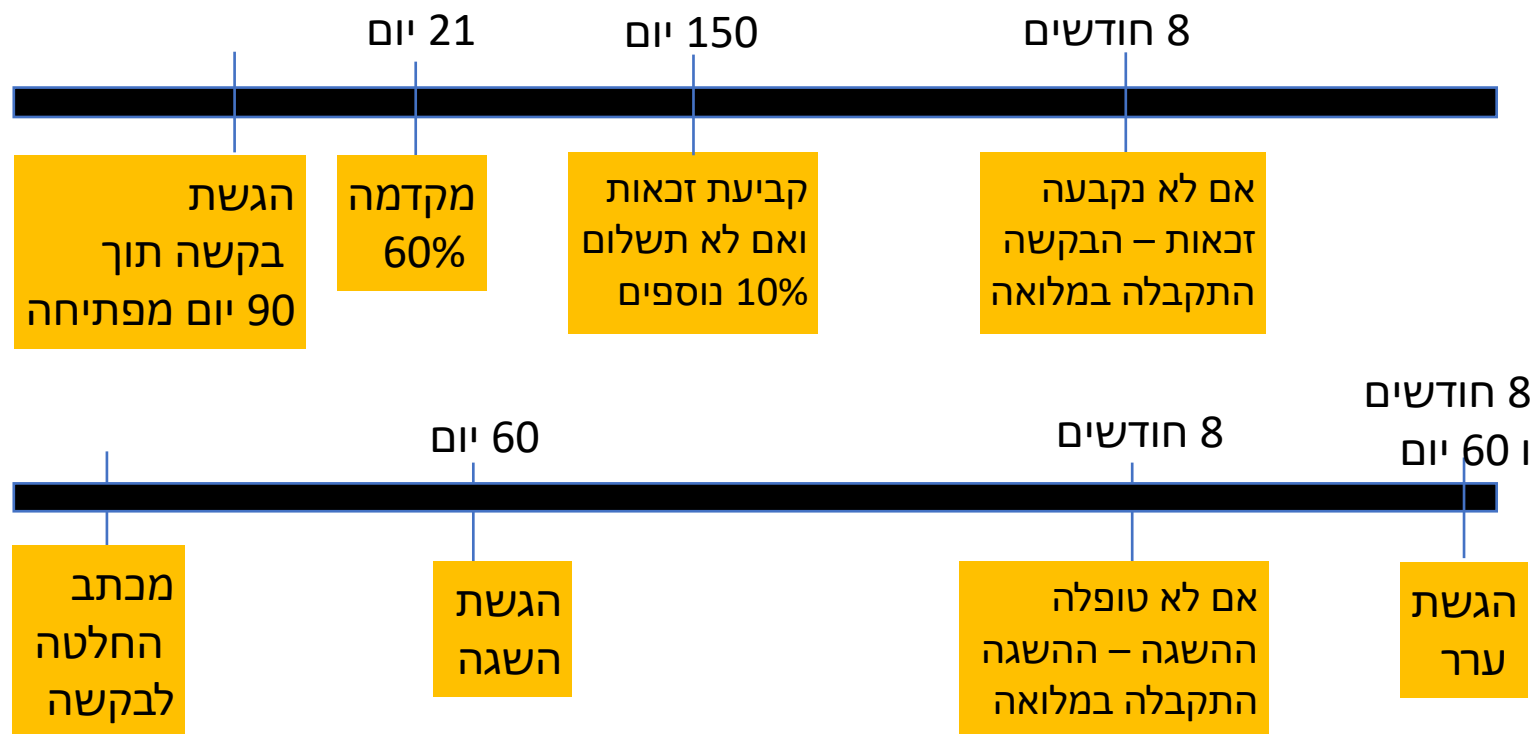 21 יום
150 יום
8 חודשים
הגשת
בקשה תוך
90 יום מפתיחה
מקדמה
60%
קביעת זכאות
ואם לא תשלום
10% נוספים
אם לא נקבעה
זכאות – הבקשה
התקבלה במלואה
60 יום
8 חודשים
8 חודשים
ו 60 יום
מכתב
החלטה
לבקשה
הגשת
השגה
אם לא טופלה
ההשגה – ההשגה
התקבלה במלואה
הגשת
ערר